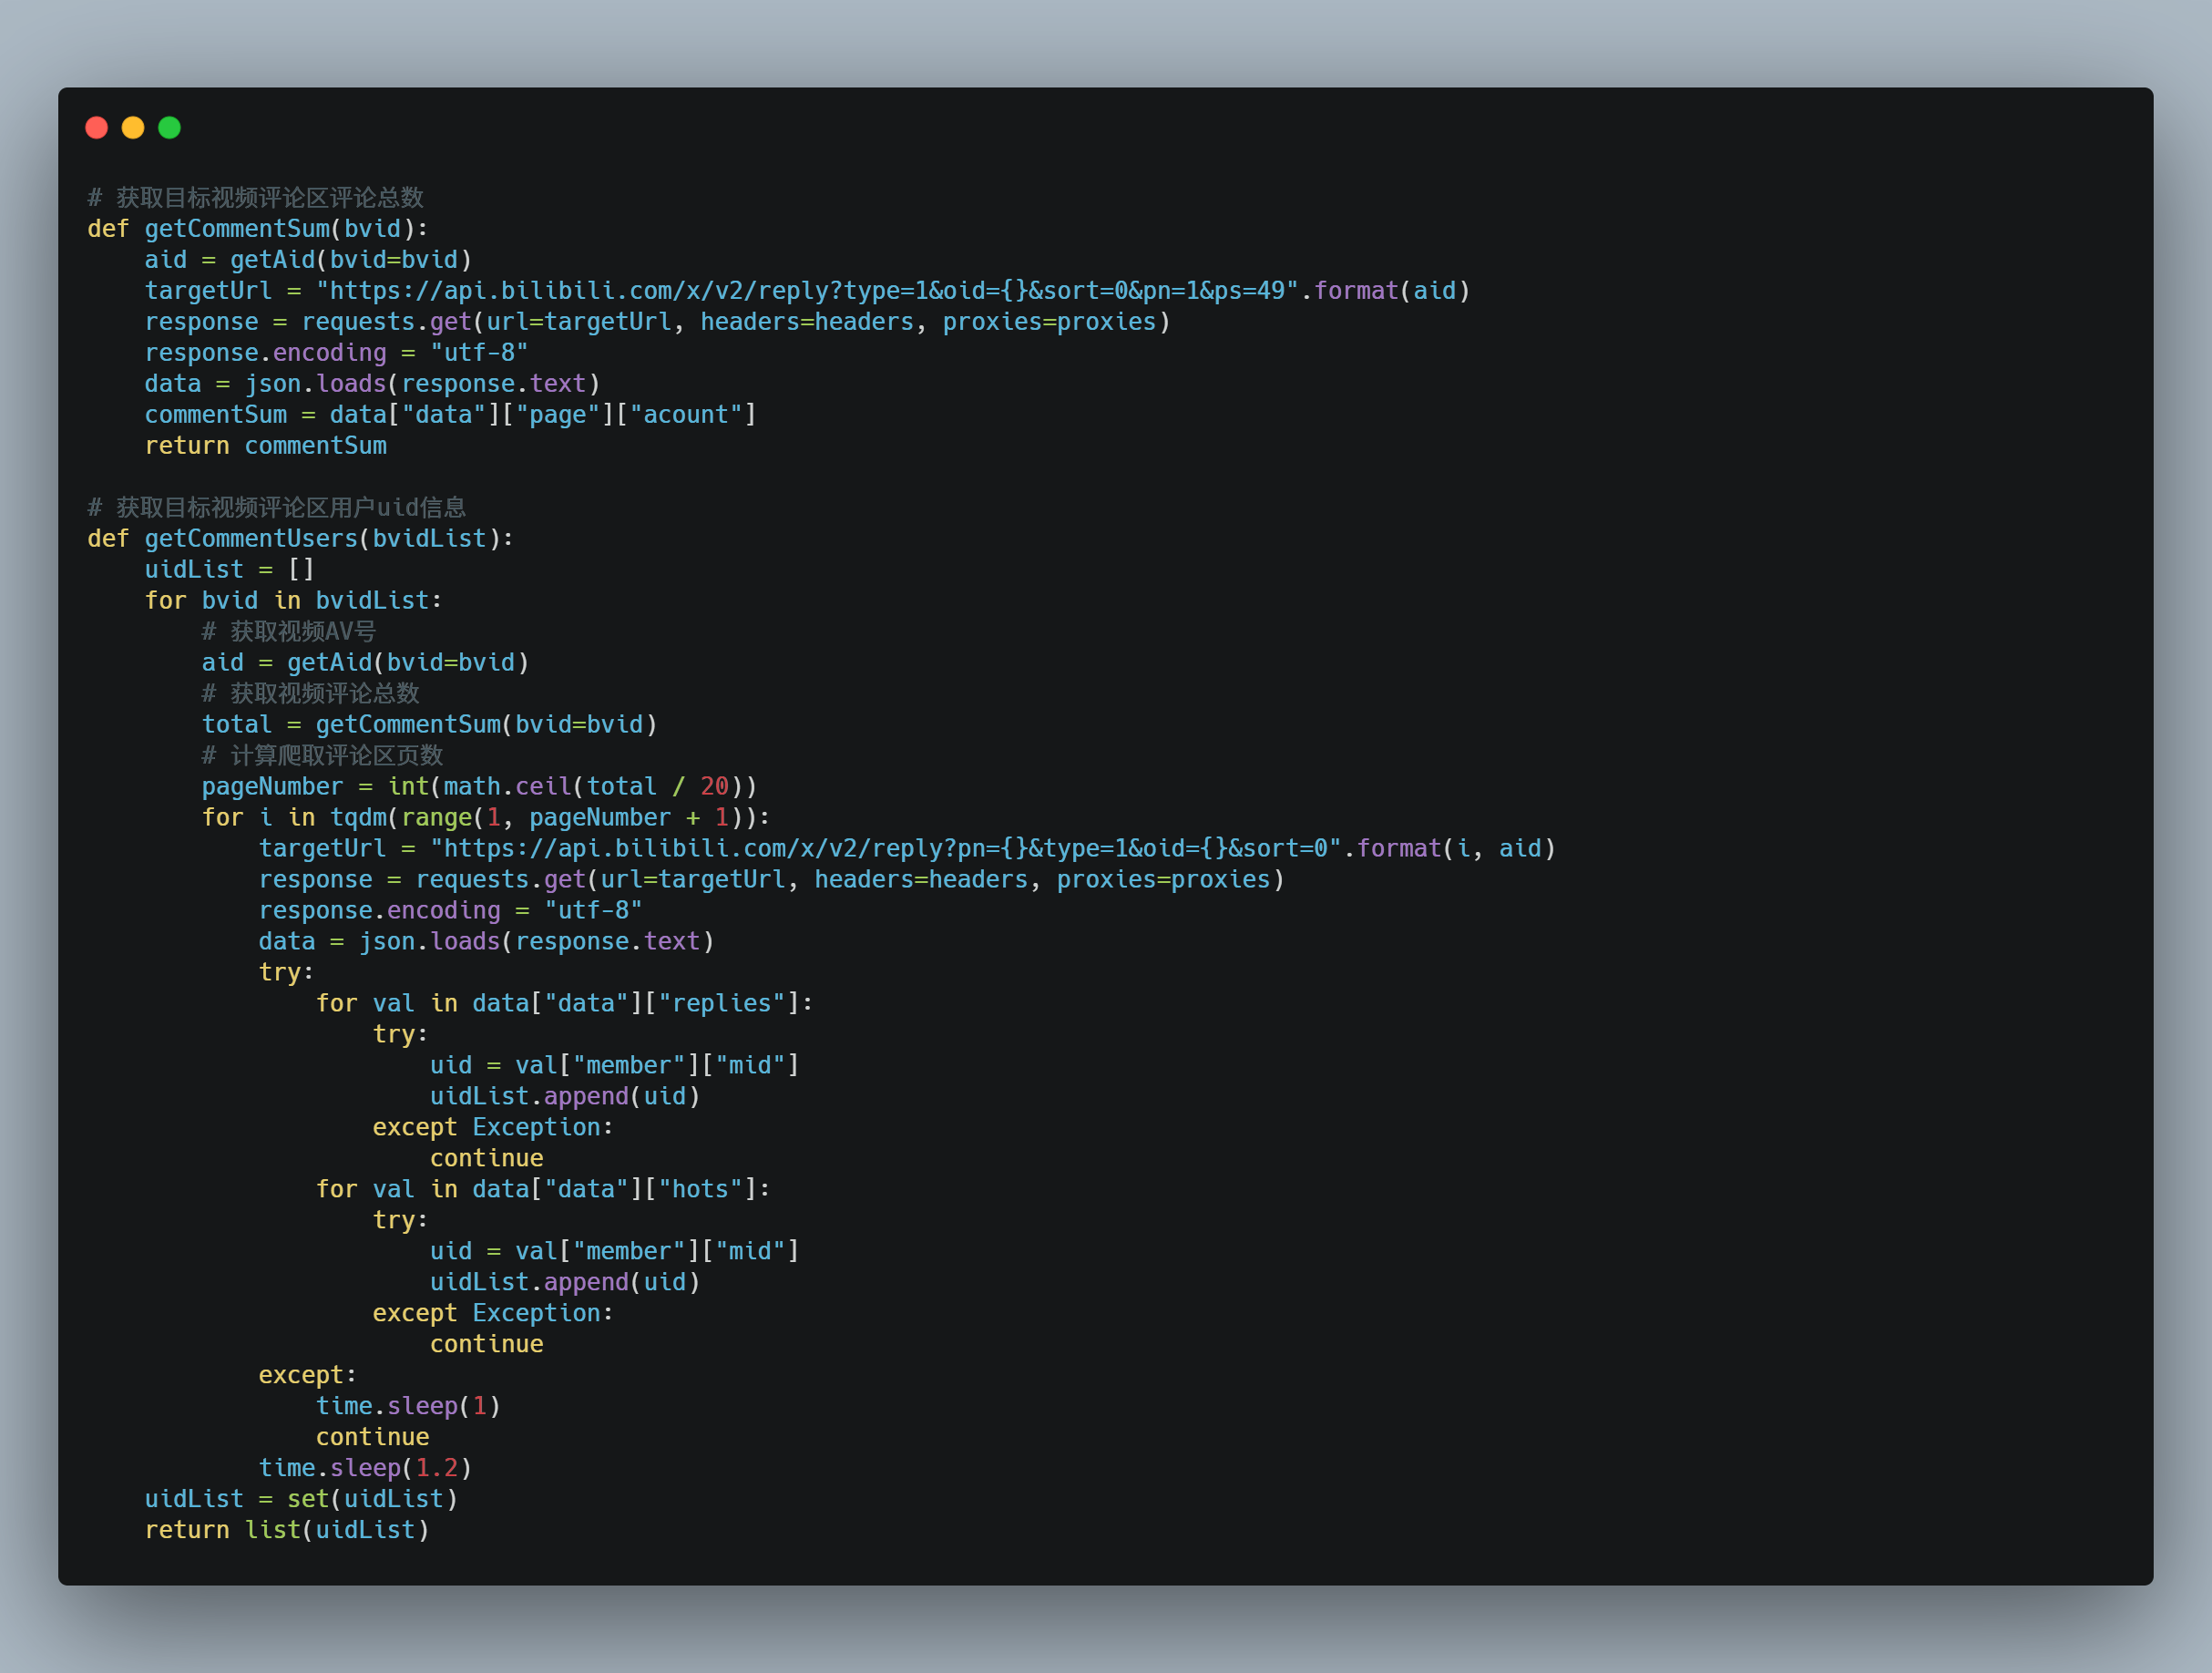 # 获取目标视频评论区评论总数
def getCommentSum(bvid):
    aid = getAid(bvid=bvid)
    targetUrl = "https://api.bilibili.com/x/v2/reply?type=1&oid={}&sort=0&pn=1&ps=49".format(aid)
    response = requests.get(url=targetUrl, headers=headers, proxies=proxies)
    response.encoding = "utf-8"
    data = json.loads(response.text)
    commentSum = data["data"]["page"]["acount"]
    return commentSum

# 获取目标视频评论区用户uid信息
def getCommentUsers(bvidList):
    uidList = []
    for bvid in bvidList:
        # 获取视频AV号
        aid = getAid(bvid=bvid)
        # 获取视频评论总数
        total = getCommentSum(bvid=bvid)
        # 计算爬取评论区页数
        pageNumber = int(math.ceil(total / 20))
        for i in tqdm(range(1, pageNumber + 1)):
            targetUrl = "https://api.bilibili.com/x/v2/reply?pn={}&type=1&oid={}&sort=0".format(i, aid)
            response = requests.get(url=targetUrl, headers=headers, proxies=proxies)
            response.encoding = "utf-8"
            data = json.loads(response.text)
            try:
                for val in data["data"]["replies"]:
                    try:
                        uid = val["member"]["mid"]
                        uidList.append(uid)
                    except Exception:
                        continue
                for val in data["data"]["hots"]:
                    try:
                        uid = val["member"]["mid"]
                        uidList.append(uid)
                    except Exception:
                        continue
            except:
                time.sleep(1)
                continue
            time.sleep(1.2)
    uidList = set(uidList)
    return list(uidList)